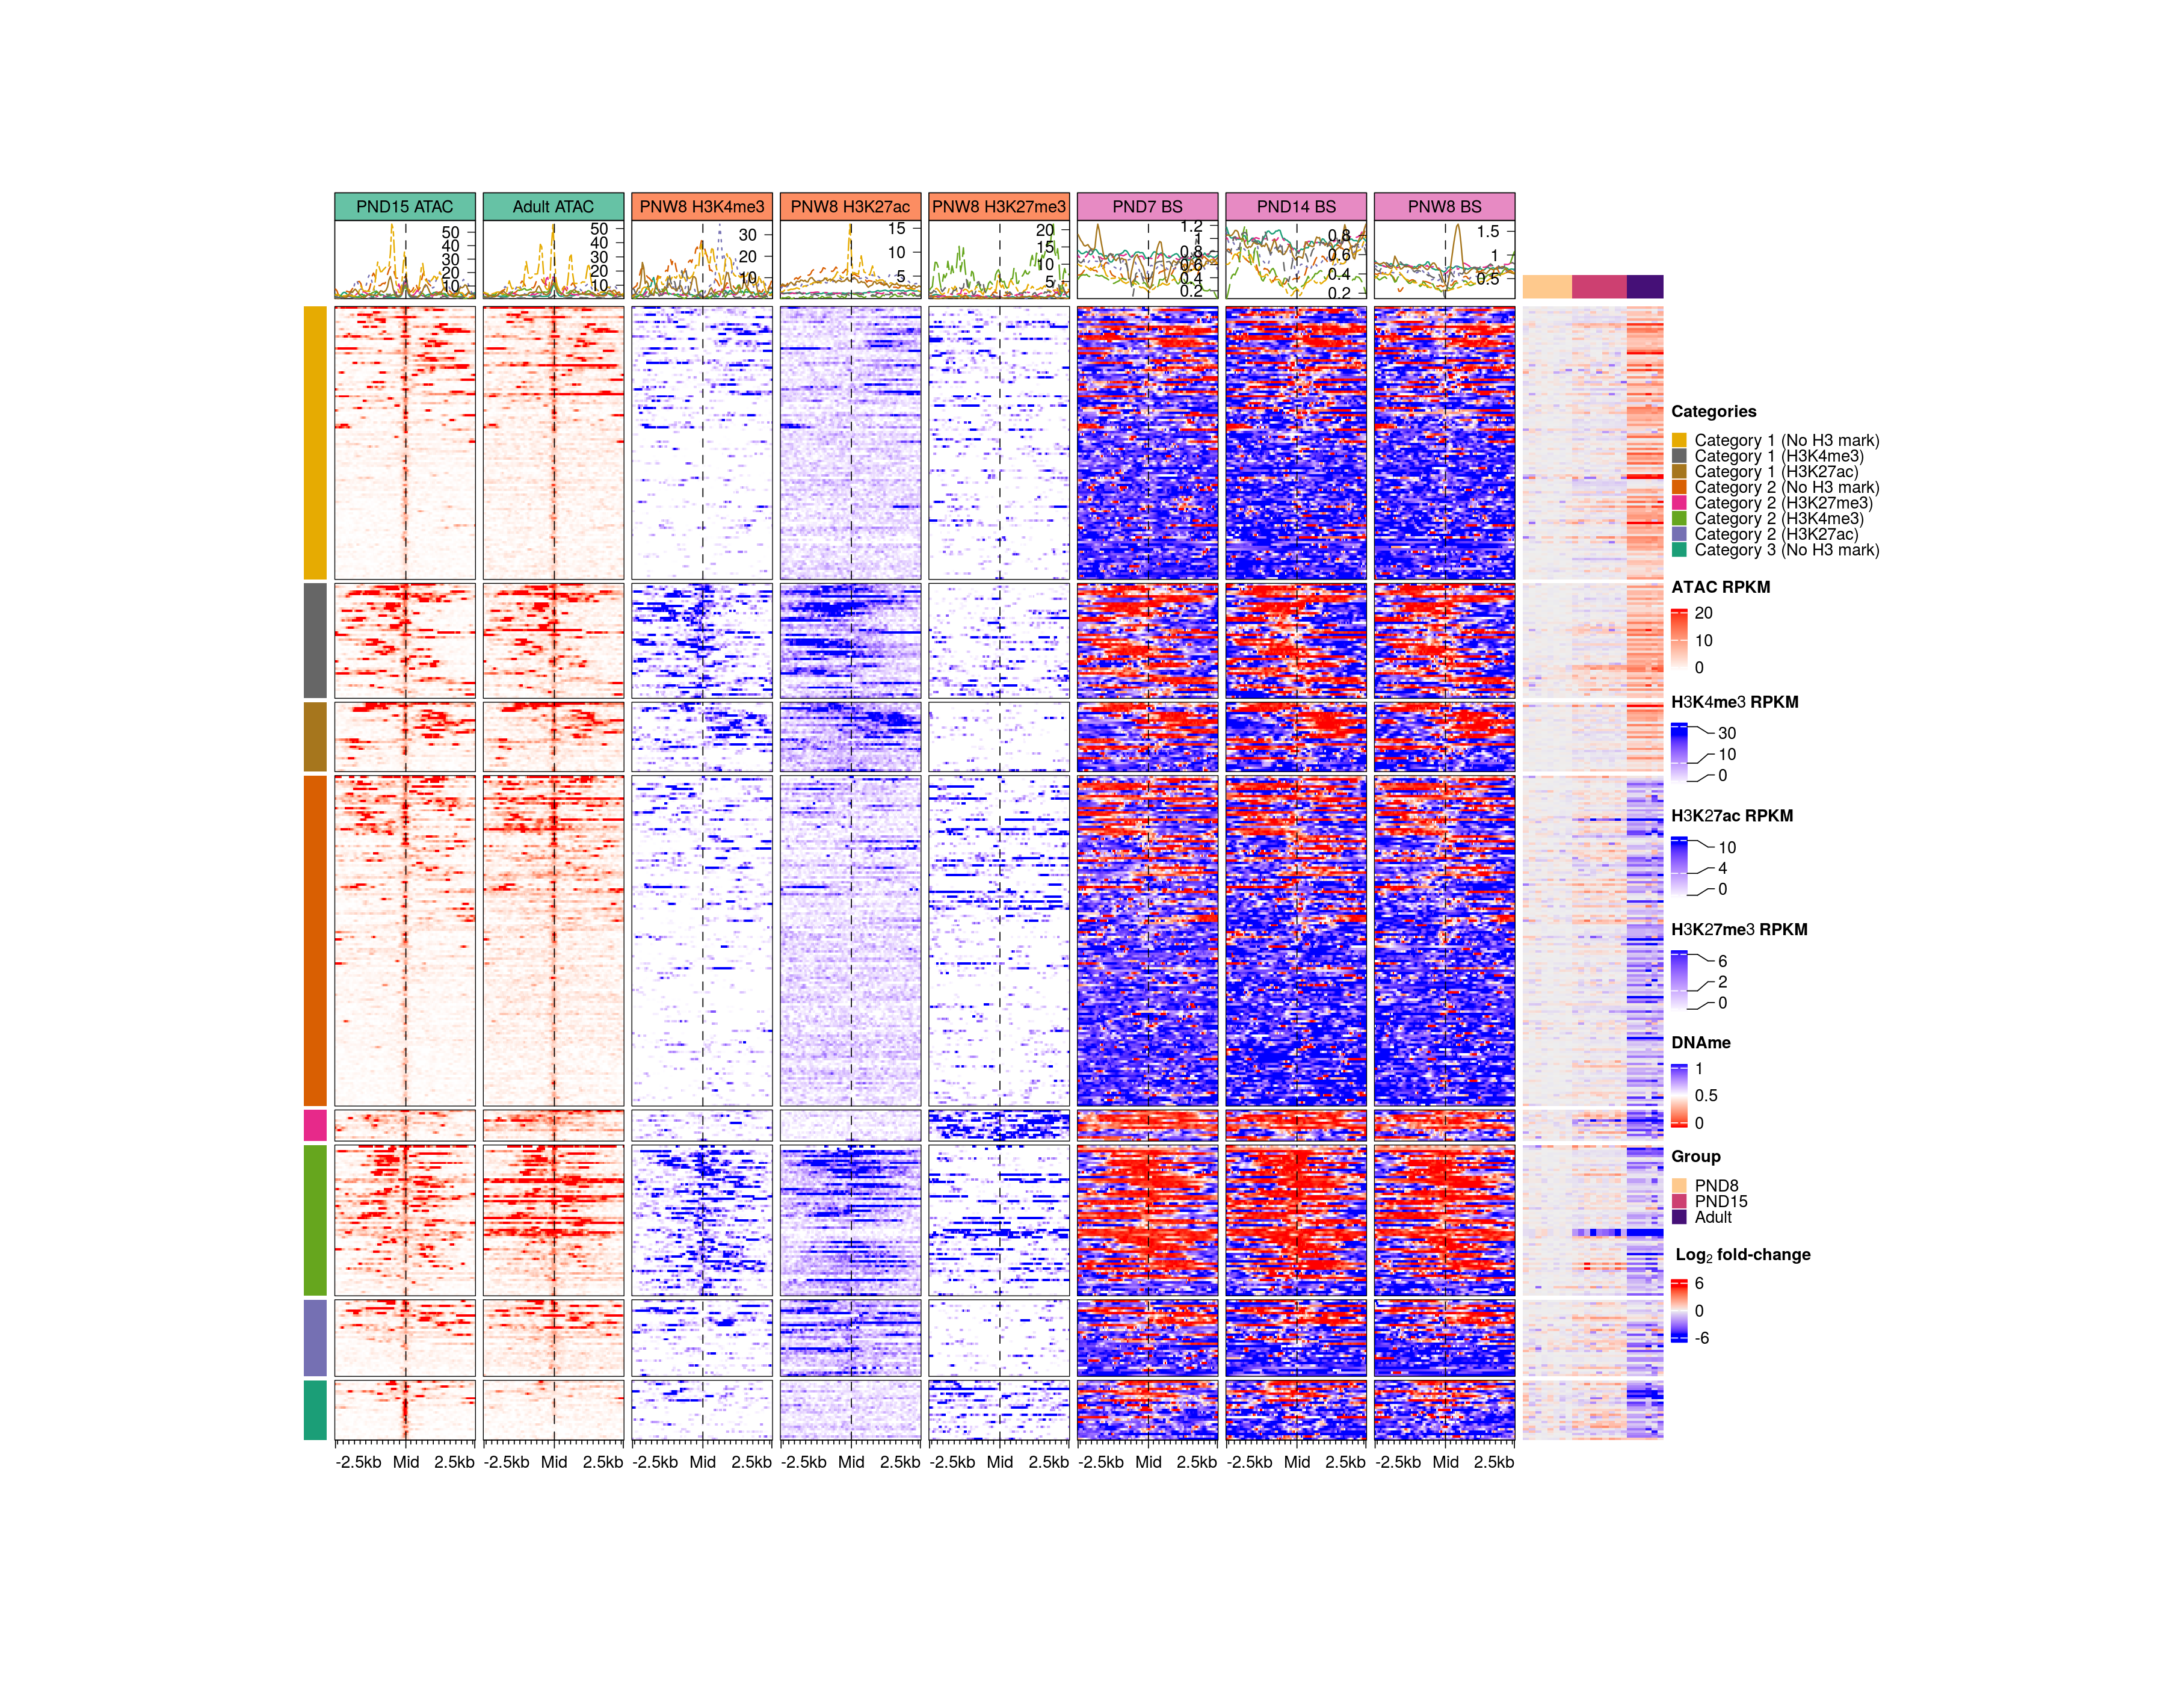 PND15 ATAC Adult ATAC PNW8 H3K4me3 PNW8 H3K27ac PNW8 H3K27me3 PND7 BS PND14 BS PNW8 BS
50 40 30 20 10
50 40 30 20 10
30 20 10
15 10 5
20 15 10 5
1.2 1 0.8 0.6 0.4 0.2
0.8 0.6 0.4 0.2
1.5 1 0.5
Categories
Category 1 (No H3 mark)
Category 1 (H3K4me3)
Category 1 (H3K27ac)
Category 2 (No H3 mark)
Category 2 (H3K27me3)
Category 2 (H3K4me3)
Category 2 (H3K27ac)
Category 3 (No H3 mark)
ATAC RPKM
20
10
0
H3K4me3 RPKM
30
10
0
H3K27ac RPKM
10
4
0
H3K27me3 RPKM
6
2
0
DNAme
1
0.5
0
Group
PND8
PND15
Adult
Log2 fold-change
6
0
-6
-2.5kb Mid 2.5kb -2.5kb Mid 2.5kb -2.5kb Mid 2.5kb -2.5kb Mid 2.5kb -2.5kb Mid 2.5kb -2.5kb Mid 2.5kb -2.5kb Mid 2.5kb -2.5kb Mid 2.5kb